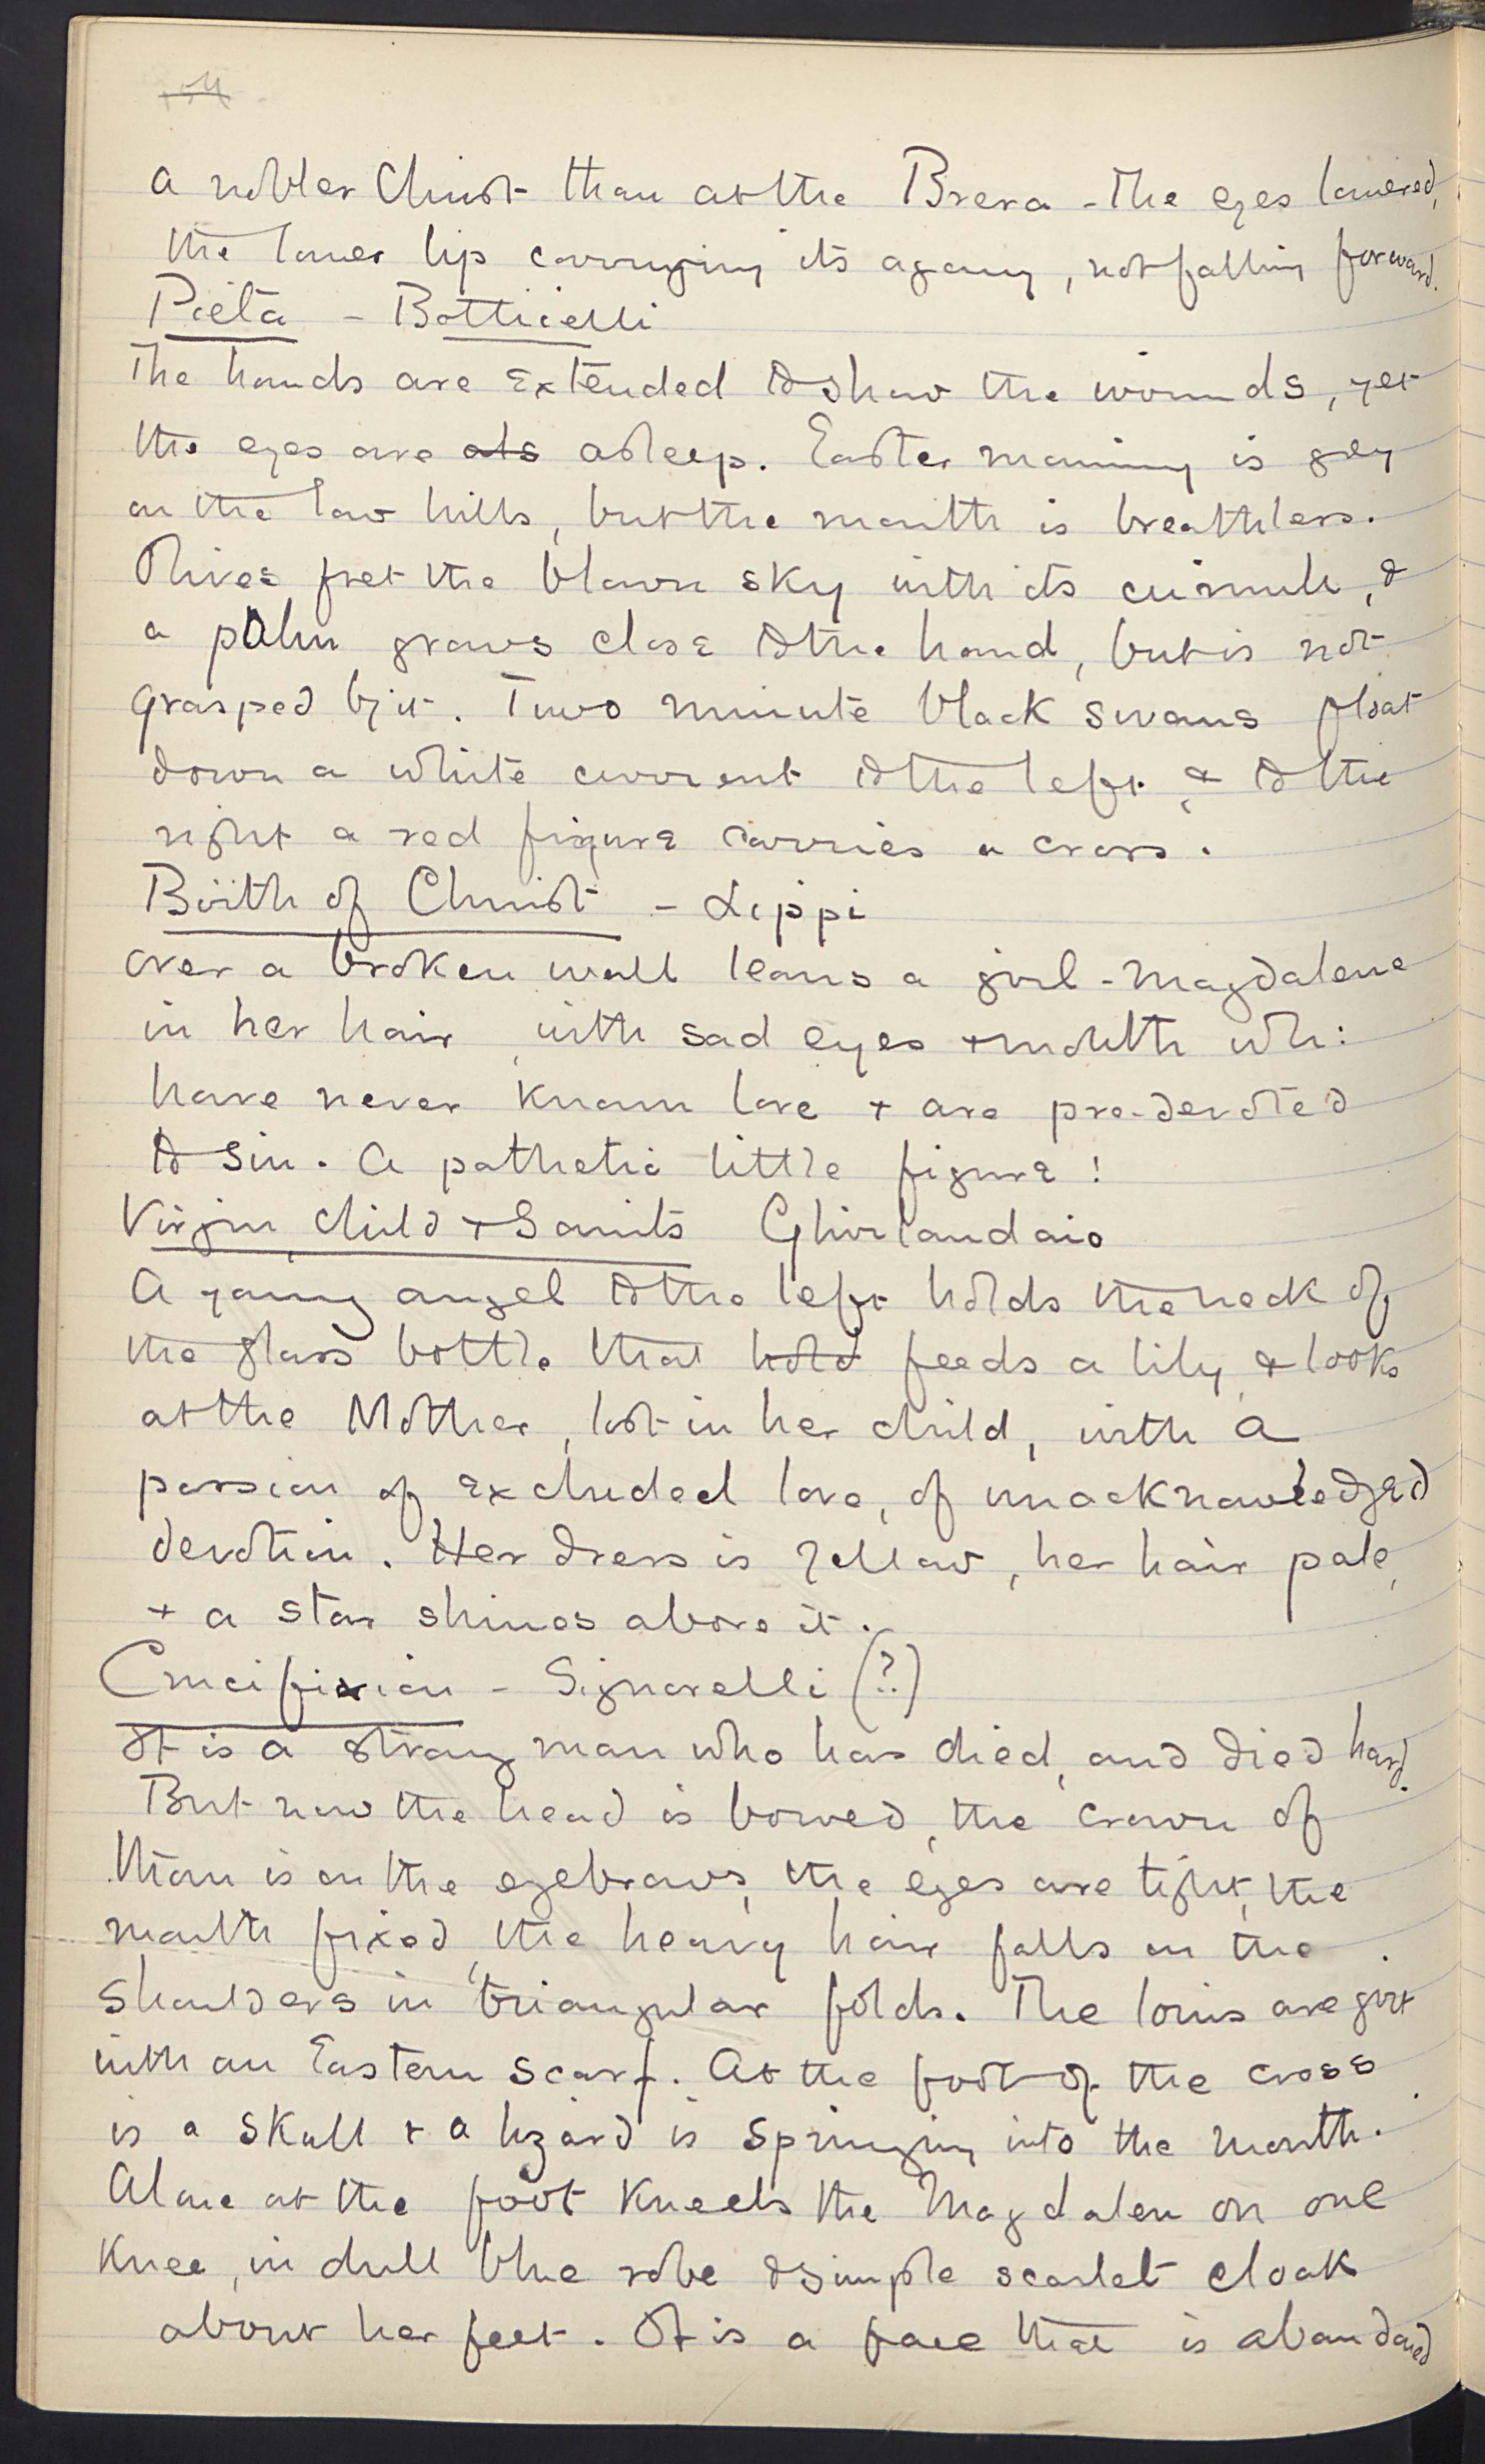 a nobler Christ than at the Brera - the eyes lowered,
the lower lip carrying its agony, not falling forward.
Pietà - Botticelli
The hands are extended to show the wounds, yet
the eyes are als asleep. Easter morning is grey
on the low hills, but the mouth is breathless.
Olives fret the blown sky with its cumuli, &
a palm grows close to the hand, but is not
grasped by it. Two minute black swans float
down a white current to the left, & to the
right a red figure carries a cross.
Birth of Christ - Lippi
Over a broken wall leans a girl - Magdalene
in her hair, with sad eyes + mouth wh:
have never known love + are pre-devoted
to sin. A pathetic little figure!
Virgin, Child + Saints Ghirlandaio
A young angel to the left holds the neck of
the glass bottle that hold feeds a lily, & looks
at the Mother, lost in her child, with a
passion of excluded love, of unacknowledged
devotion. Her dress is yellow, her hair pale,
+ a star shines above it.
Crucifixion - Signorelli (?)
It is a strong man who has died, and died hard.
But now the head is bowed, the crown of
thorn is on the eyebrows, the eyes are tight, the
mouth fixed, the heavy hair falls on the
shoulders in triangular folds. The loins are girt
with an Eastern scarf. At the foot of the cross
is a skull & a lizard is springing into the mouth.
Alone at the foot kneels the Magdalen on one
knee, in dull blue robe & simple scarlet cloak
about her feet. It is a face that is abandoned